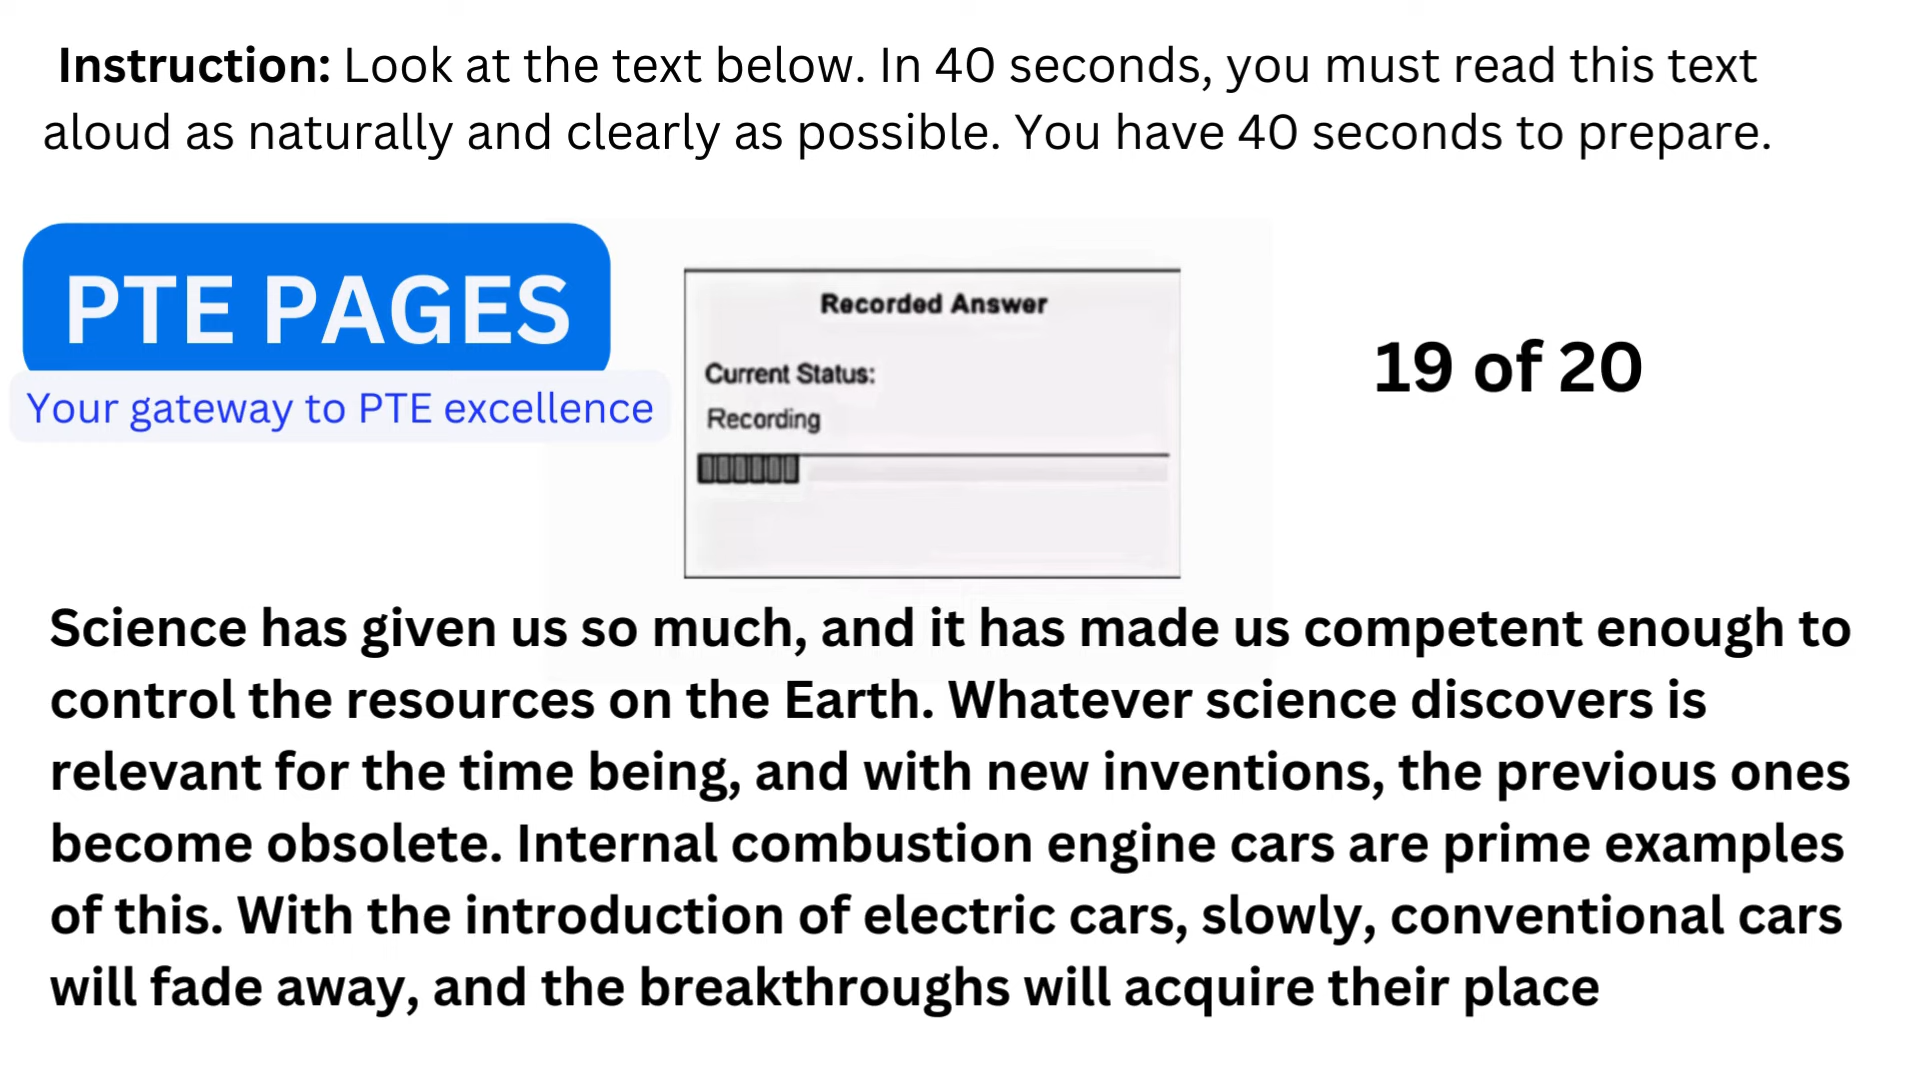 Instruction: Look at the text below. In 40 seconds, you must read this text
aloud as naturally and clearly as possible. You have 40 seconds to prepare.
PTE PAGES
Your gateway to PTE excellence
Recorded Answer
Current Status:
Recording
19 of 20
Science has given us so much, and it has made us competent enough to
control the resources on the Earth. Whatever science discovers is
relevant for the time being, and with new inventions, the previous ones
become obsolete. Internal combustion engine cars are prime examples
of this. With the introduction of electric cars, slowly, conventional cars
will fade away, and the breakthroughs will acquire their place